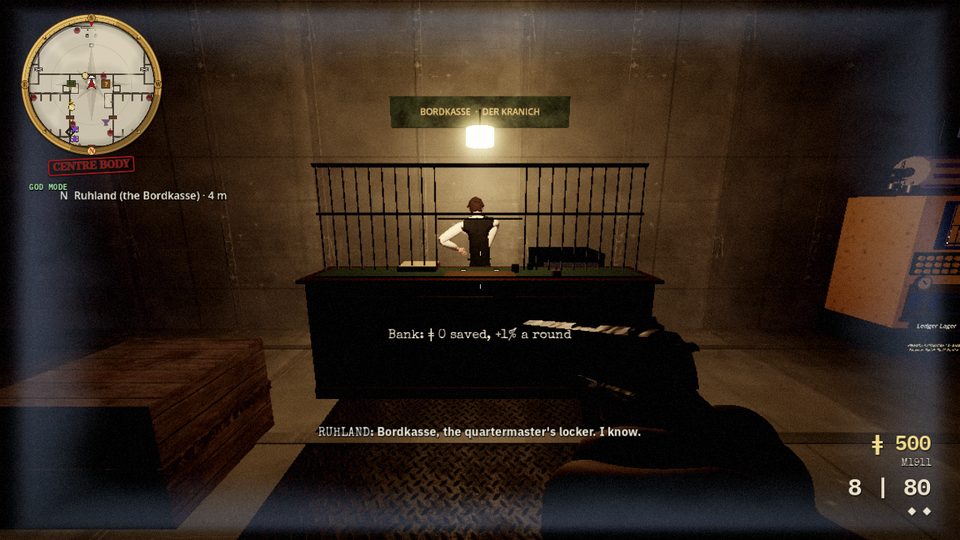 BORDKASSE · DER KRANICH
CENTRE BODY
GOD MODE
N Ruhland (the Bordkasse) · 4 m
Ledger Lager
Bank: ǂ 0 saved, +1% a round
RUHLAND: Bordkasse, the quartermaster's locker. I know.
ǂ 500
M1911
8 | 80